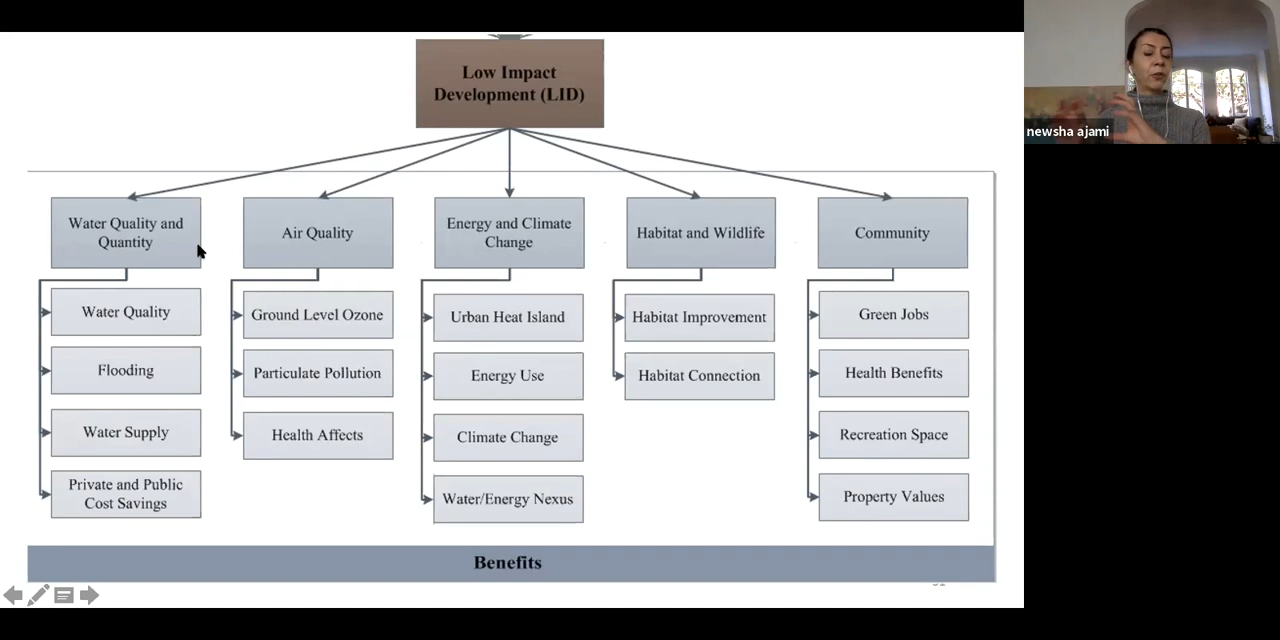 Low Impact
Development (LID)
Water Quality and
Quantity
Water Quality
Flooding
Water Supply
Private and Public
Cost Savings
Air Quality
Ground Level Ozone
Particulate Pollution
Health Affects
Energy and Climate
Change
Urban Heat Island
Energy Use
Climate Change
Water/Energy Nexus
Habitat and Wildlife
Habitat Improvement
Habitat Connection
Community
Green Jobs
Health Benefits
Recreation Space
Property Values
Benefits
newsha ajami